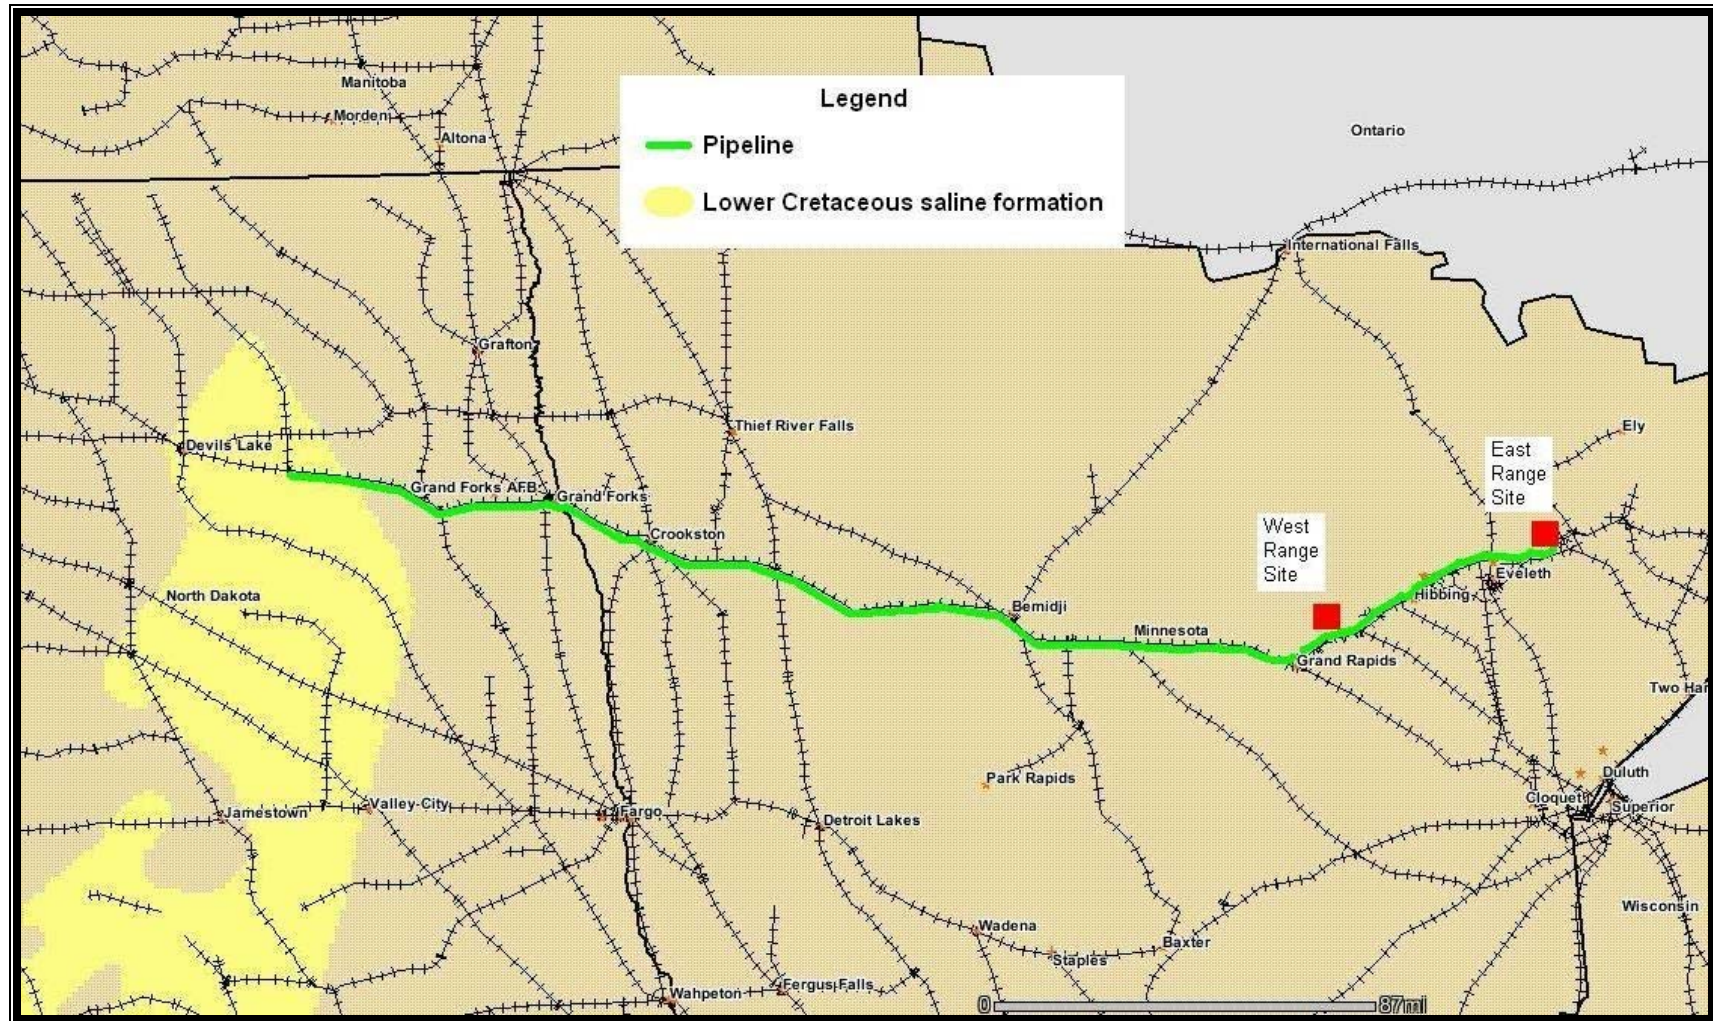 Legend
Pipeline
Lower Cretaceous saline formation
Manitoba
Morden
Altona
Ontario
International Falls
Grafton
Thief River Falls
Devils Lake
Ely
East
Range
Site
Grand Forks AFB
Grand Forks
Crookston
West
Range
Site
Eveleth
Hibbing
North Dakota
Bemidji
Minnesota
Grand Rapids
Two Har
Park Rapids
Duluth
Cloquet
Superior
Jamestown
Valley City
Fargo
Detroit Lakes
Wisconsin
Wadena
Baxter
Staples
Wahpeton
Fergus Falls
0
87mi